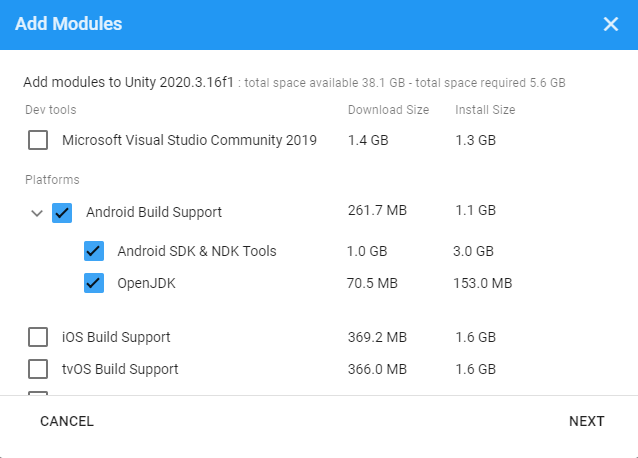 Add Modules
Add modules to Unity 2020.3.16f1 : total space available 38.1 GB - total space required 5.6 GB
Dev tools Download Size Install Size
Microsoft Visual Studio Community 2019 1.4 GB 1.3 GB
Platforms
Android Build Support 261.7 MB 1.1 GB
Android SDK & NDK Tools 1.0 GB 3.0 GB
OpenJDK 70.5 MB 153.0 MB
iOS Build Support 369.2 MB 1.6 GB
tvOS Build Support 366.0 MB 1.6 GB
CANCEL NEXT